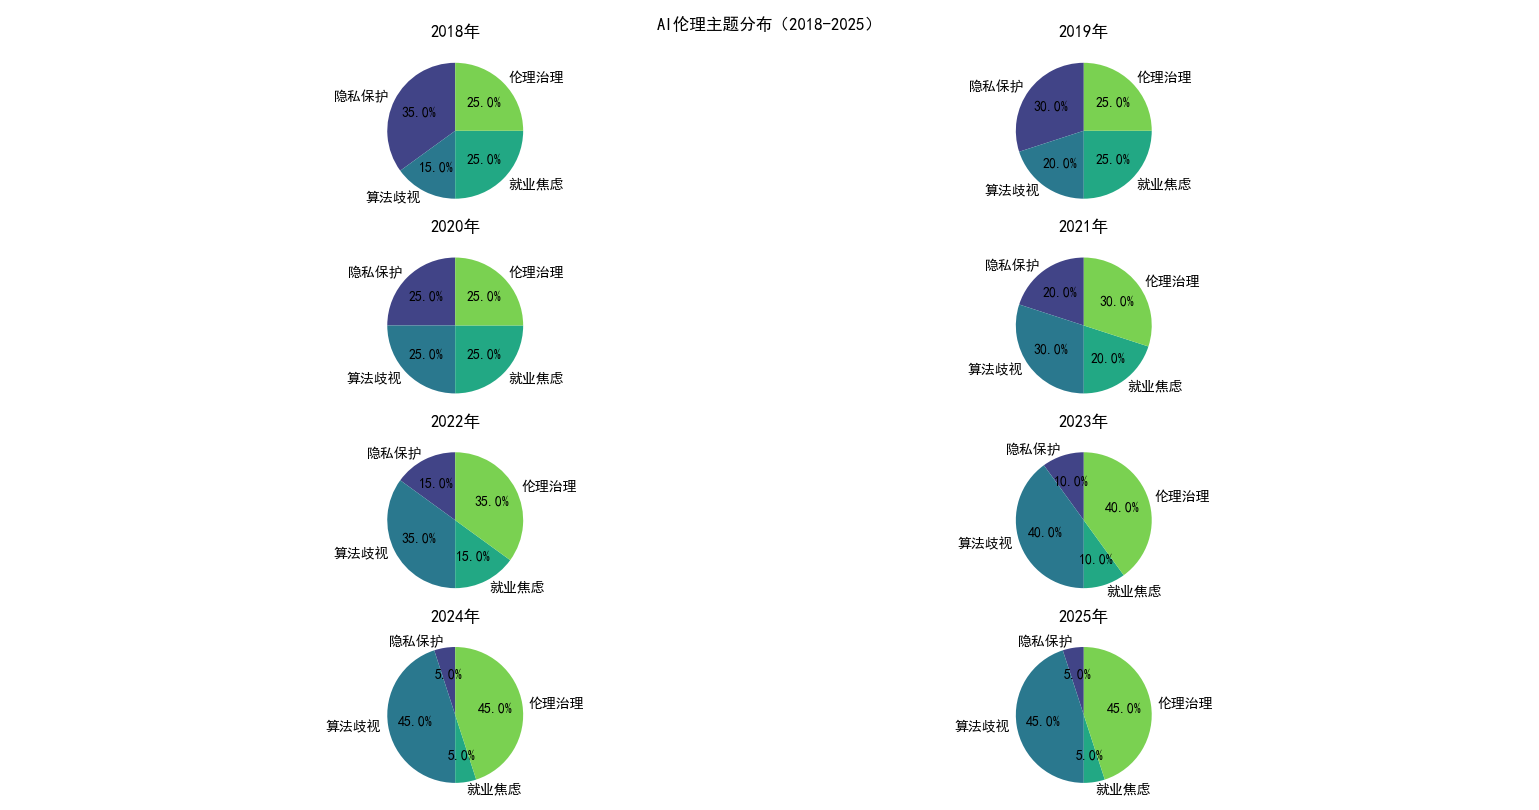 AI伦理主题分布（2018-2025）
2018年
隐私保护
35.0%
算法歧视
15.0%
就业焦虑
25.0%
伦理治理
25.0%
2019年
隐私保护
30.0%
算法歧视
20.0%
就业焦虑
25.0%
伦理治理
25.0%
2020年
隐私保护
25.0%
算法歧视
25.0%
就业焦虑
25.0%
伦理治理
25.0%
2021年
隐私保护
20.0%
算法歧视
30.0%
就业焦虑
20.0%
伦理治理
30.0%
2022年
隐私保护
15.0%
算法歧视
35.0%
就业焦虑
15.0%
伦理治理
35.0%
2023年
隐私保护
10.0%
算法歧视
40.0%
就业焦虑
10.0%
伦理治理
40.0%
2024年
隐私保护
5.0%
算法歧视
45.0%
就业焦虑
5.0%
伦理治理
45.0%
2025年
隐私保护
5.0%
算法歧视
45.0%
就业焦虑
5.0%
伦理治理
45.0%